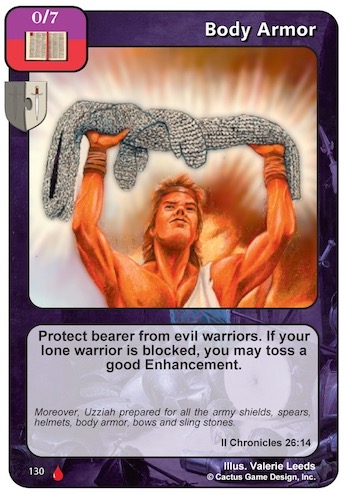 0/7
Body Armor
Protect bearer from evil warriors. If your
lone warrior is blocked, you may toss a
good Enhancement.
Moreover, Uzziah prepared for all the army shields, spears,
helmets, body armor, bows and sling stones.
II Chronicles 26:14
130
Illus. Valerie Leeds
© Cactus Game Design, Inc.